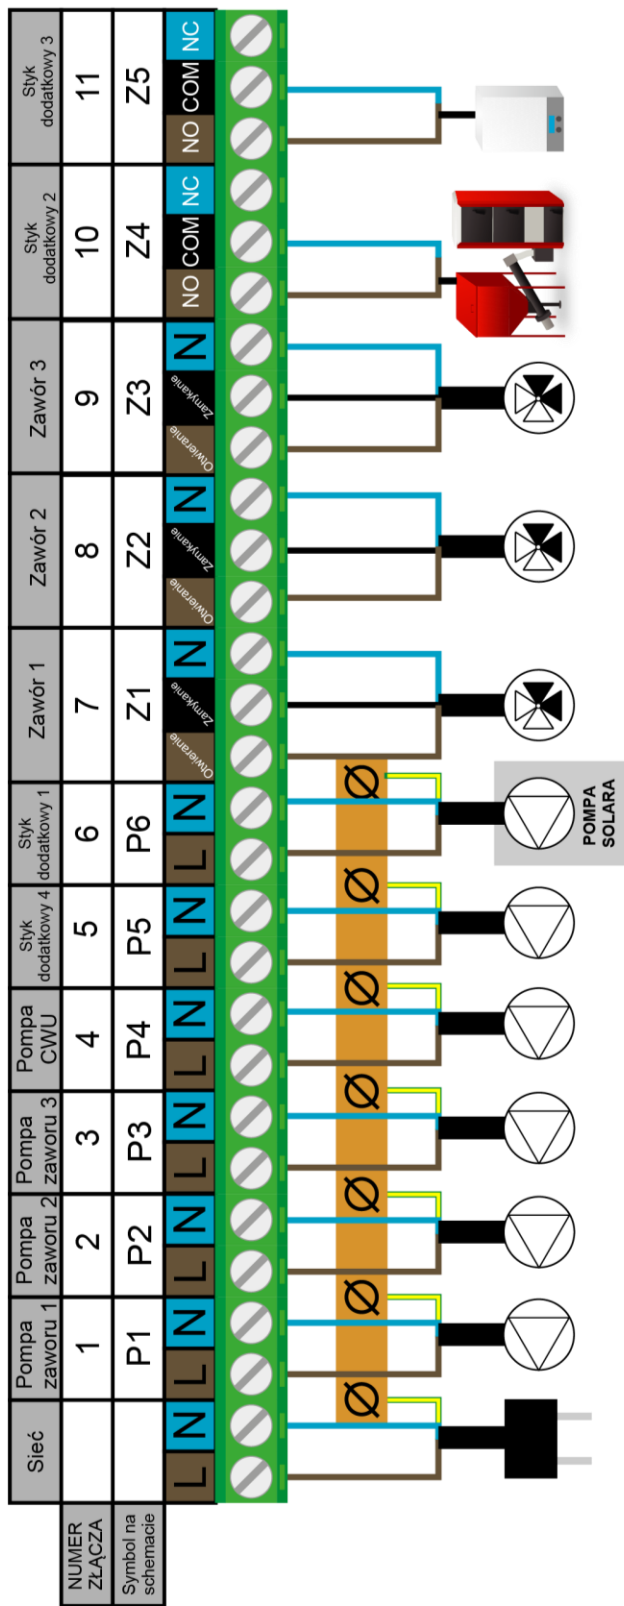 Sieć
Pompa
zaworu 1
Pompa
zaworu 2
Pompa
zaworu 3
Pompa
CWU
Styk
dodatkowy 4
Styk
dodatkowy 1
Zawór 1
Zawór 2
Zawór 3
Styk
dodatkowy 2
Styk
dodatkowy 3
NUMER
ZŁĄCZA
1
2
3
4
5
6
7
8
9
10
11
Symbol na
schemacie
P1
P2
P3
P4
P5
P6
Z1
Z2
Z3
Z4
Z5
L N
L N
L N
L N
L N
L N
L N
Otwieranie Zamykanie N
Otwieranie Zamykanie N
Otwieranie Zamykanie N
NO COM NC
NO COM NC
POMPA
SOLARA